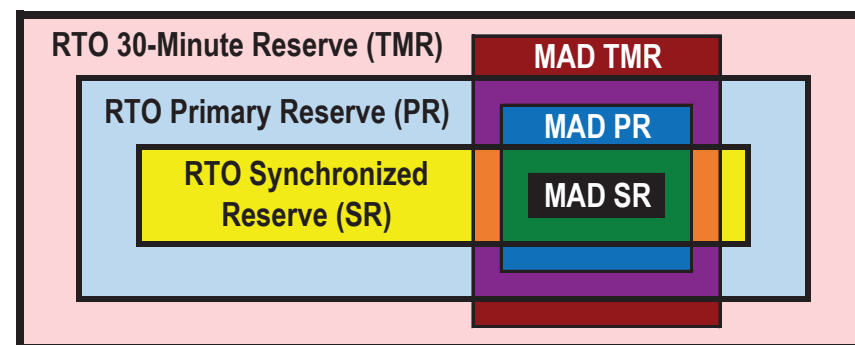 RTO 30-Minute Reserve (TMR)
MAD TMR
RTO Primary Reserve (PR)
MAD PR
RTO Synchronized
Reserve (SR)
MAD SR